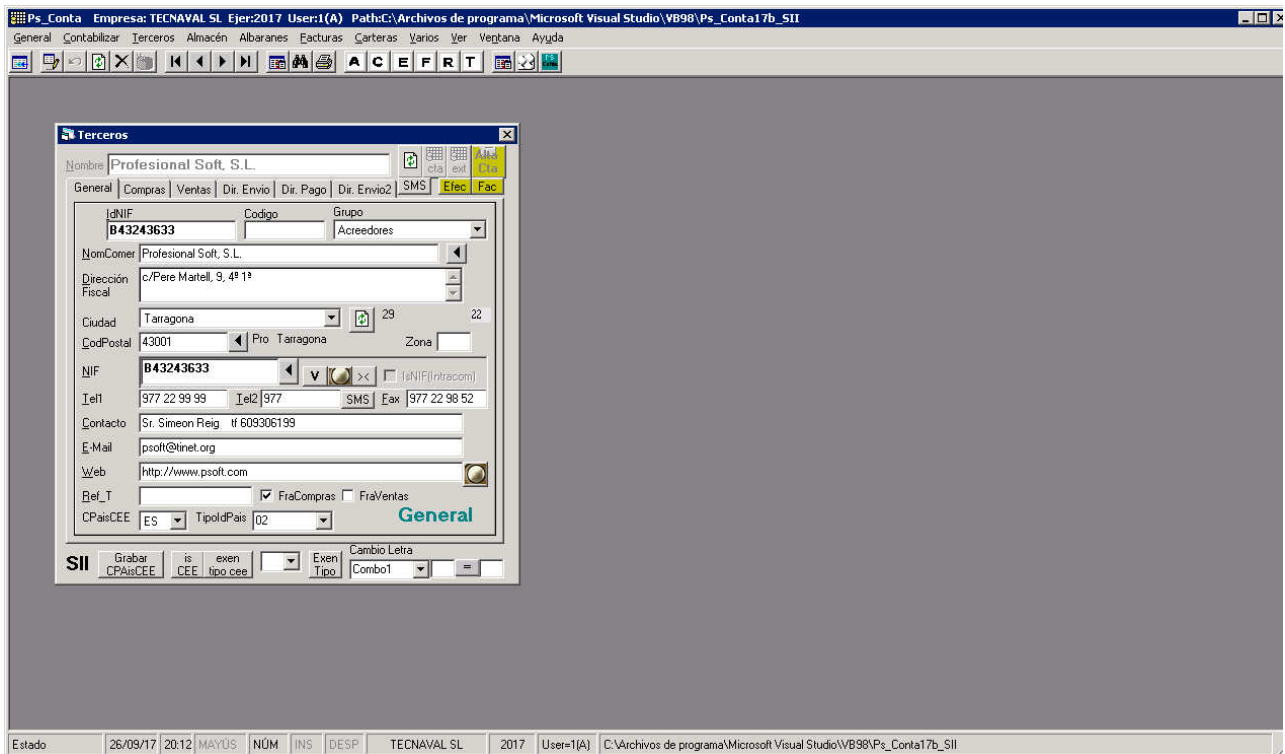 Ps_Conta Empresa: TECNAVAL SL Ejer:2017 User:1(A) Path:C:\Archivos de programa\Microsoft Visual Studio\VB98\Ps_Conta17b_SII
General Contabilizar Terceros Almacén Albaranes Facturas Carteras Varios Ver Ventana Ayuda
A C E F R T
Terceros
Nombre Profesional Soft, S.L.
cta ext Alta Cta
General Compras Ventas Dir. Envio Dir. Pago Dir. Envio2 SMS Efec Fac
IdNIF Codigo Grupo
B43243633 Acreedores
NomComer Profesional Soft, S.L.
Dirección Fiscal c/Pere Martell, 9, 4º 1ª
Ciudad Tarragona 29 22
CodPostal 43001 Pro Tarragona Zona
NIF B43243633 V >< IsNIF(Intracom)
Tel1 977 22 99 99 Tel2 977 SMS Fax 977 22 98 52
Contacto Sr. Simeon Reig tf 609306199
E-Mail psoft@tinet.org
Web http://www.psoft.com
Ref_T FraCompras FraVentas
CPaisCEE ES TipoIdPais 02 General
SII Grabar CPAisCEE is CEE exen tipo cee Exen Tipo Cambio Letra
Combo1 =
Estado 26/09/17 20:12 MAYÚS NÚM INS DESP TECNAVAL SL 2017 User=1(A) C:\Archivos de programa\Microsoft Visual Studio\VB98\Ps_Conta17b_SII